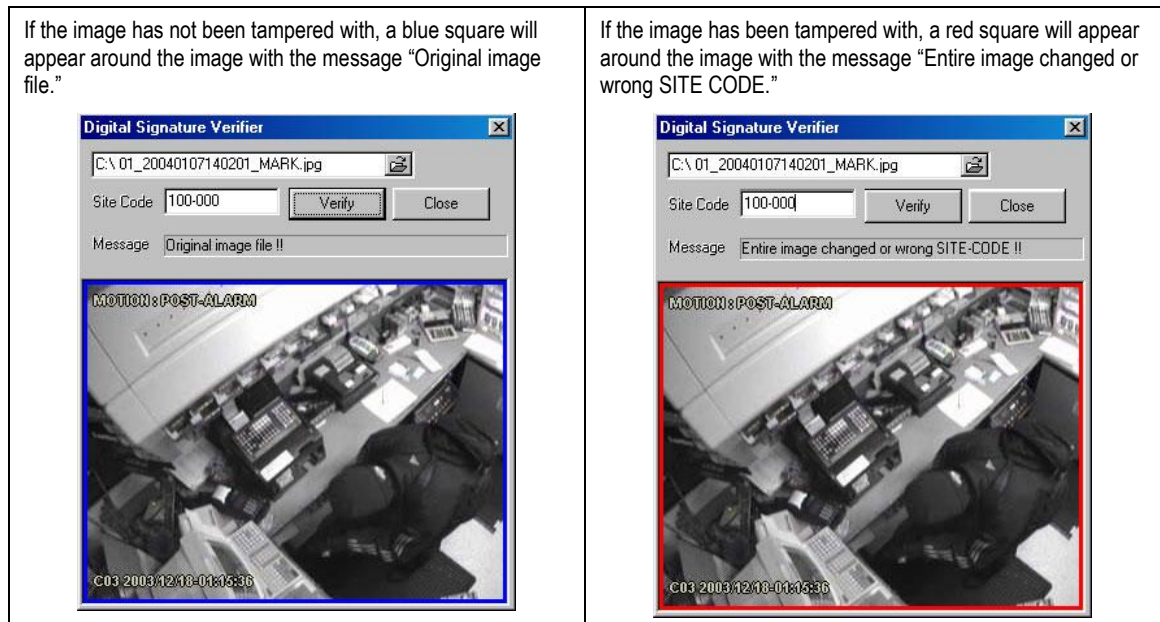 If the image has not been tampered with, a blue square will
appear around the image with the message “Original image
file.”
Digital Signature Verifier
C:\ 01_20040107140201_MARK.jpg
Site Code 100-000 Verify Close
Message Original image file !!
MOTION:POST-ALARM
C03 2003/12/18-01:15:36
If the image has been tampered with, a red square will appear
around the image with the message “Entire image changed or
wrong SITE CODE.”
Digital Signature Verifier
C:\ 01_20040107140201_MARK.jpg
Site Code 100-000 Verify Close
Message Entire image changed or wrong SITE-CODE !!
MOTION:POST-ALARM
C03 2003/12/18-01:15:36